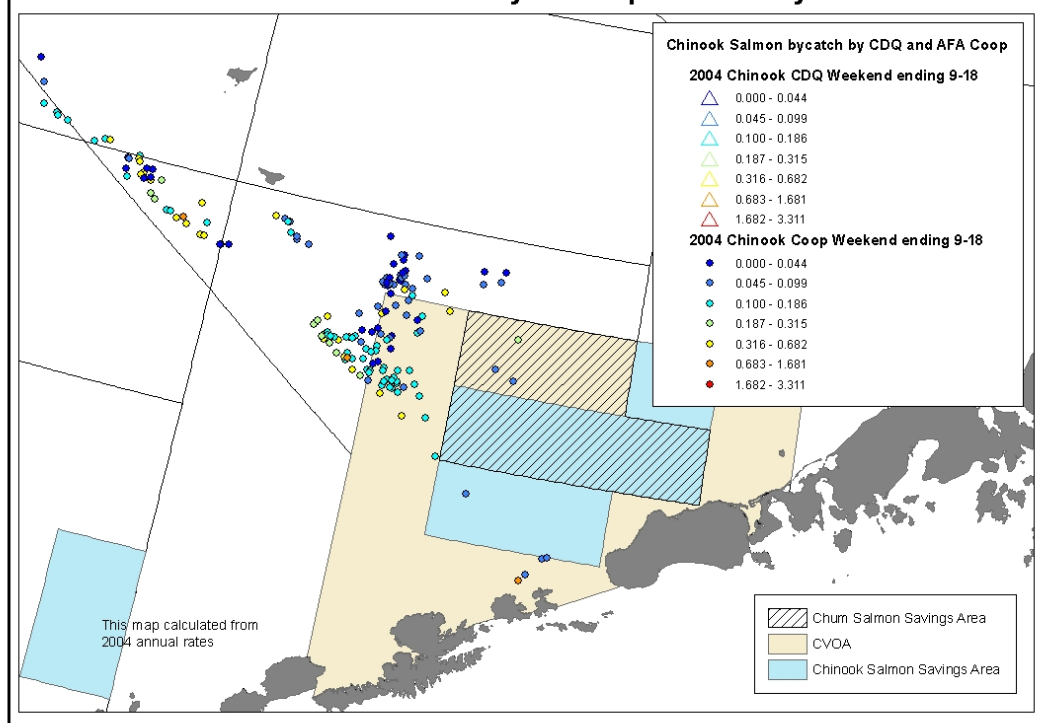 Chinook Salmon bycatch by CDQ and AFA Coop
2004 Chinook CDQ Weekend ending 9-18
0.000 - 0.044
0.045 - 0.099
0.100 - 0.186
0.187 - 0.315
0.316 - 0.682
0.683 - 1.681
1.682 - 3.311
2004 Chinook Coop Weekend ending 9-18
0.000 - 0.044
0.045 - 0.099
0.100 - 0.186
0.187 - 0.315
0.316 - 0.682
0.683 - 1.681
1.682 - 3.311
This map calculated from
2004 annual rates
Chum Salmon Savings Area
CVOA
Chinook Salmon Savings Area